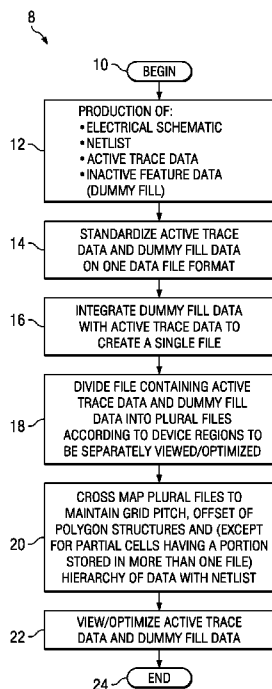 8
10
BEGIN
12
PRODUCTION OF:
• ELECTRICAL SCHEMATIC
• NETLIST
• ACTIVE TRACE DATA
• INACTIVE FEATURE DATA
(DUMMY FILL)
14
STANDARDIZE ACTIVE TRACE
DATA AND DUMMY FILL DATA
ON ONE DATA FILE FORMAT
16
INTEGRATE DUMMY FILL DATA
WITH ACTIVE TRACE DATA TO
CREATE A SINGLE FILE
18
DIVIDE FILE CONTAINING ACTIVE
TRACE DATA AND DUMMY FILL
DATA INTO PLURAL FILES
ACCORDING TO DEVICE REGIONS
TO BE SEPARATELY VIEWED/OPTIMIZED
20
CROSS MAP PLURAL FILES TO
MAINTAIN GRID PITCH, OFFSET OF
POLYGON STRUCTURES AND (EXCEPT
FOR PARTIAL CELLS HAVING A PORTION
STORED IN MORE THAN ONE FILE)
HIERARCHY OF DATA WITH NETLIST
22
VIEW/OPTIMIZE ACTIVE TRACE
DATA AND DUMMY FILL DATA
24
END